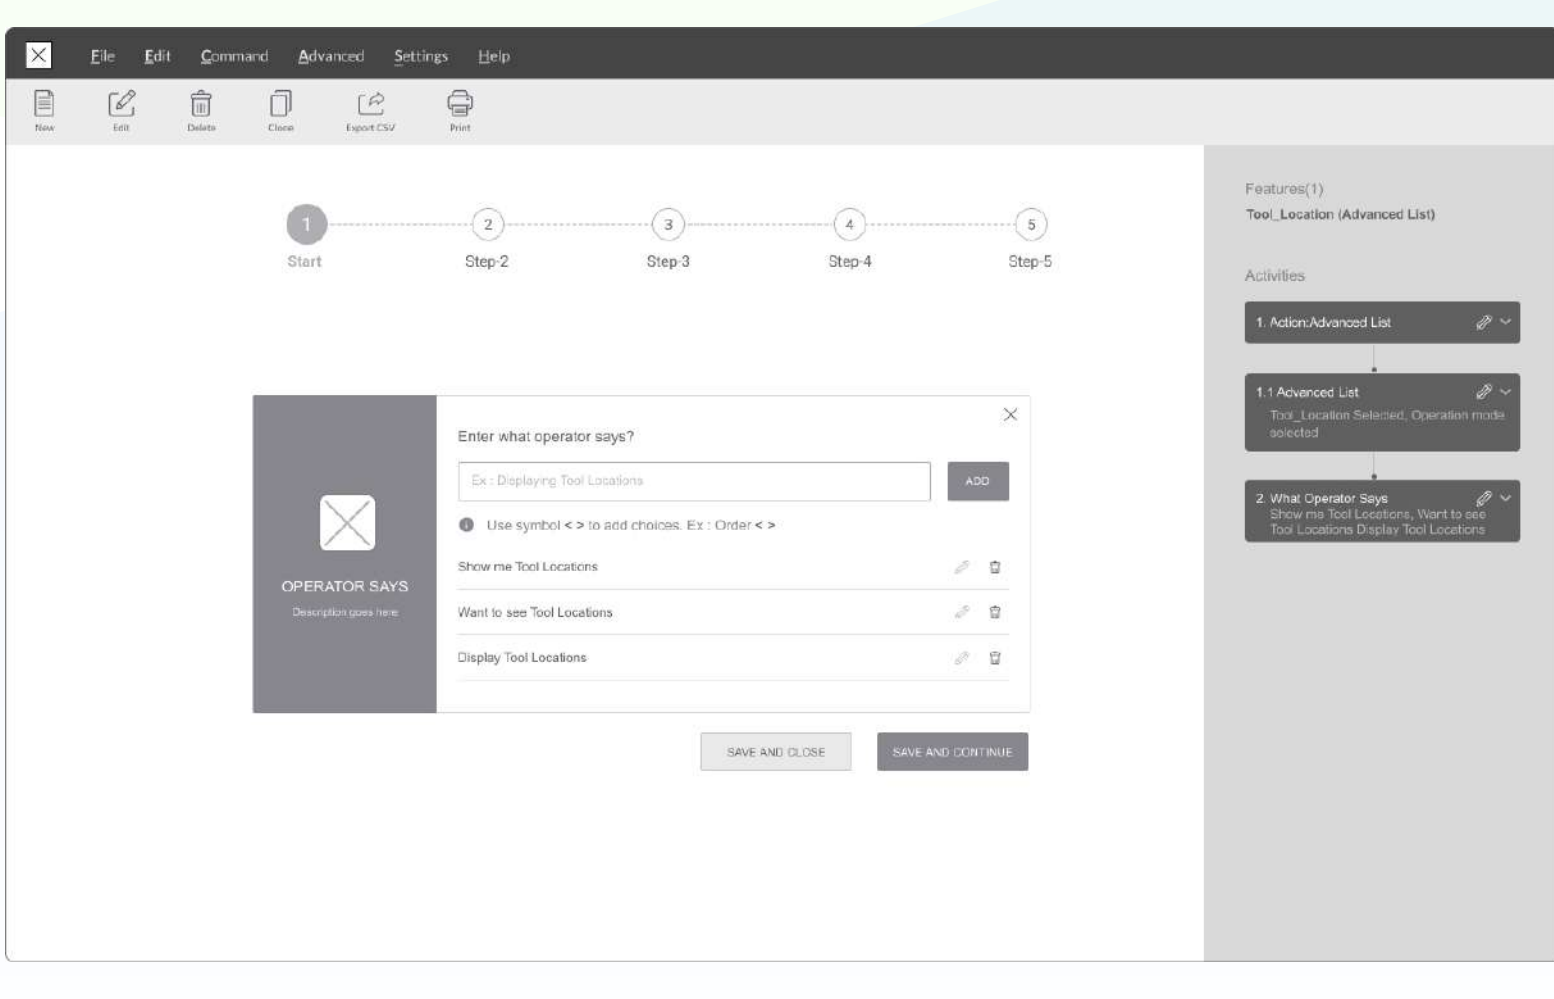 File Edit Command Advanced Settings Help
New Edit Delete Clone Export CSV Print
1 2 3 4 5
Start Step-2 Step-3 Step-4 Step-5
Enter what operator says?
Ex : Displaying Tool Locations
ADD
Use symbol < > to add choices. Ex : Order < >
OPERATOR SAYS
Description goes here
Show me Tool Locations
Want to see Tool Locations
Display Tool Locations
SAVE AND CLOSE SAVE AND CONTINUE
Features(1)
Tool_Location (Advanced List)
Activities
1. Action:Advanced List
1.1 Advanced List
Tool_Location Selected, Operation mode
selected
2. What Operator Says
Show me Tool Locations, Want to see
Tool Locations Display Tool Locations